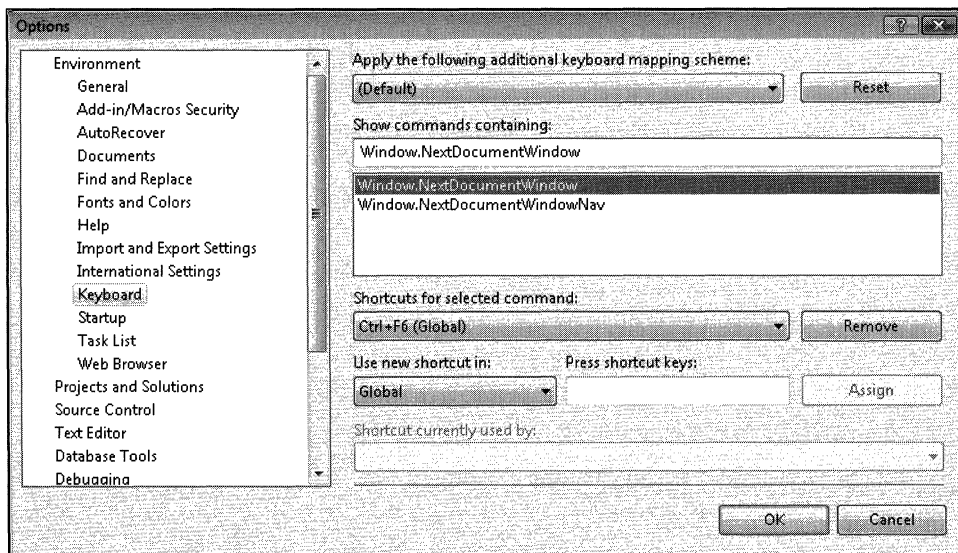 Options
Environment
General
Add-in/Macros Security
AutoRecover
Documents
Find and Replace
Fonts and Colors
Help
Import and Export Settings
International Settings
Keyboard
Startup
Task List
Web Browser
Projects and Solutions
Source Control
Text Editor
Database Tools
Debugging
Apply the following additional keyboard mapping scheme:
(Default)
Reset
Show commands containing:
Window.NextDocumentWindow
Window.NextDocumentWindow
Window.NextDocumentWindowNav
Shortcuts for selected command:
Ctrl+F6 (Global)
Remove
Use new shortcut in:
Press shortcut keys:
Global
Assign
Shortcut currently used by:
OK
Cancel